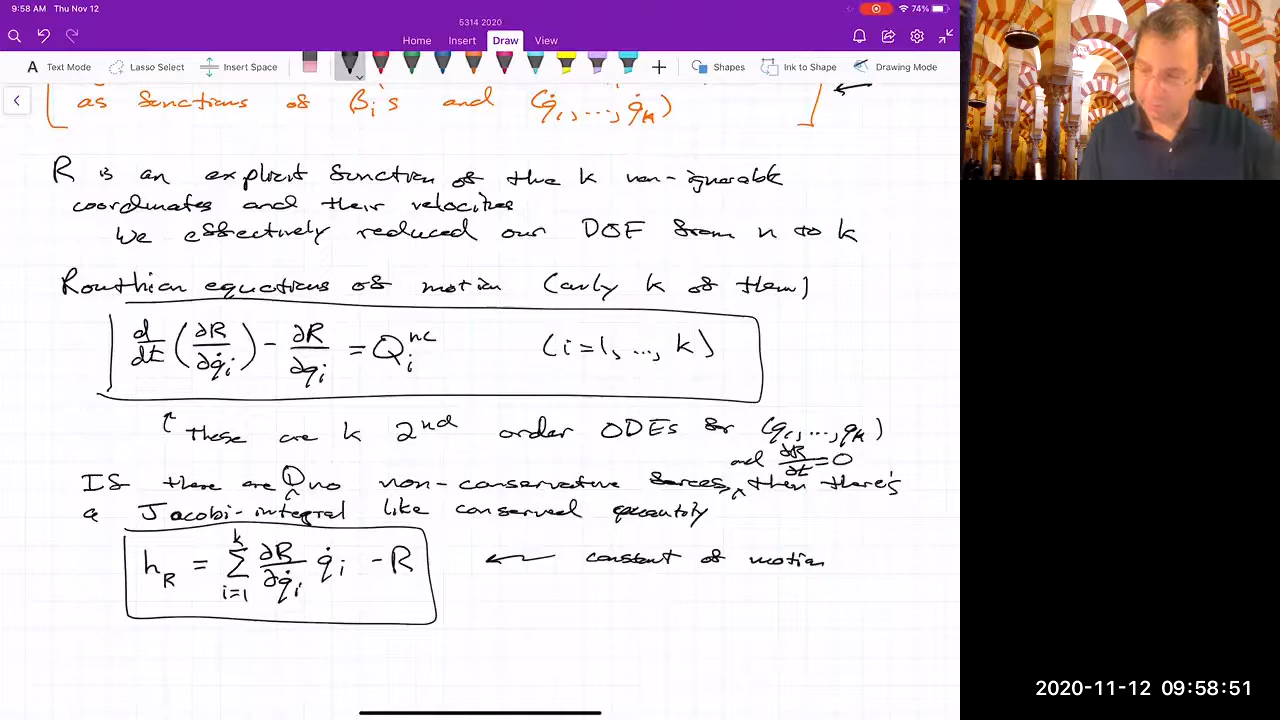 9:58 AM Thu Nov 12
74%
5314 2020
Home Insert Draw View
Text Mode Lasso Select Insert Space Shapes Ink to Shape Drawing Mode
as functions of βi's and (q̇1, ..., q̇k)
R is an explicit function of the k non-ignorable
coordinates and their velocities
We effectively reduced our DOF from n to k
Routhian equations of motion (only k of them)
d/dt (∂R/∂q̇i) - ∂R/∂qi = Qi^nc (i=1, ..., k)
↑ these are k 2nd order ODEs for (q1, ..., qk)
and ∂R/∂t = 0
If there are no non-conservative forces, ^ then there's
a Jacobi-integral like conserved quantity
hR = Σ_{i=1}^{k} ∂R/∂q̇i q̇i - R ← constant of motion
2020-11-12 09:58:51